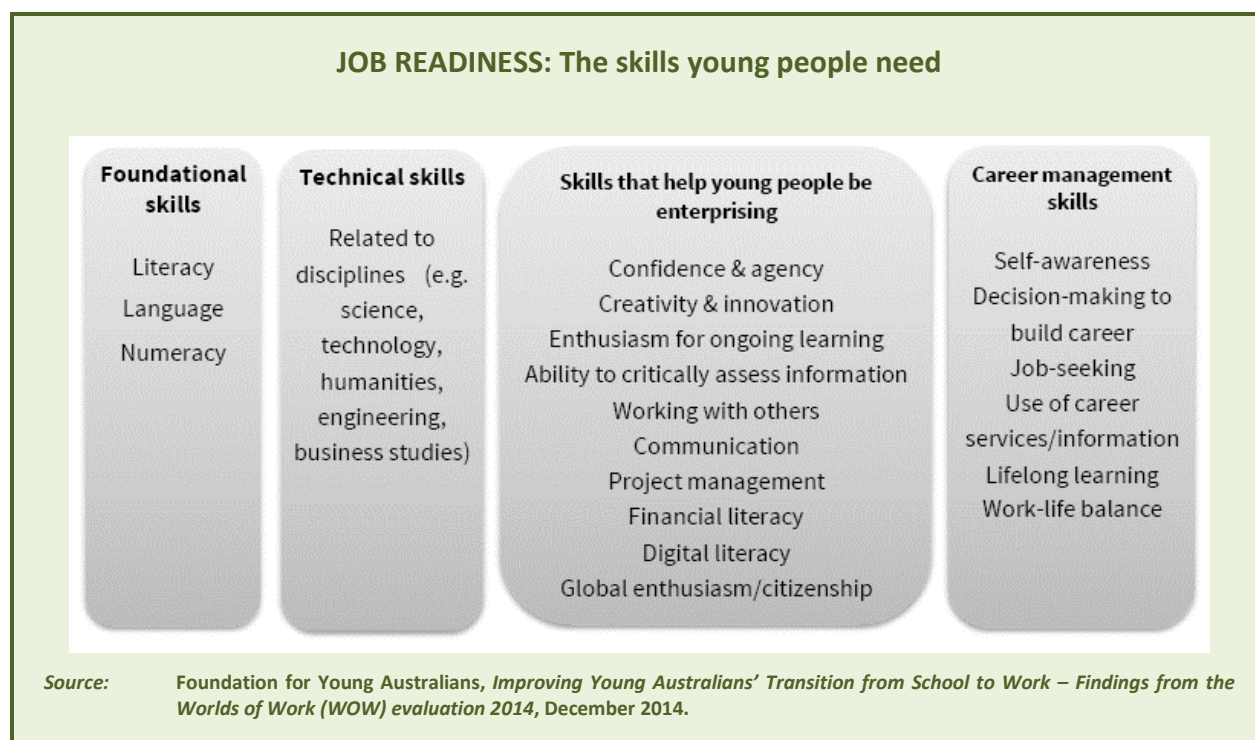 JOB READINESS: The skills young people need
Foundational
skills
Literacy
Language
Numeracy
Technical skills
Related to
disciplines (e.g.
science,
technology,
humanities,
engineering,
business studies)
Skills that help young people be
enterprising
Confidence & agency
Creativity & innovation
Enthusiasm for ongoing learning
Ability to critically assess information
Working with others
Communication
Project management
Financial literacy
Digital literacy
Global enthusiasm/citizenship
Career management
skills
Self-awareness
Decision-making to
build career
Job-seeking
Use of career
services/information
Lifelong learning
Work-life balance
Source: Foundation for Young Australians, Improving Young Australians’ Transition from School to Work – Findings from the
Worlds of Work (WOW) evaluation 2014, December 2014.